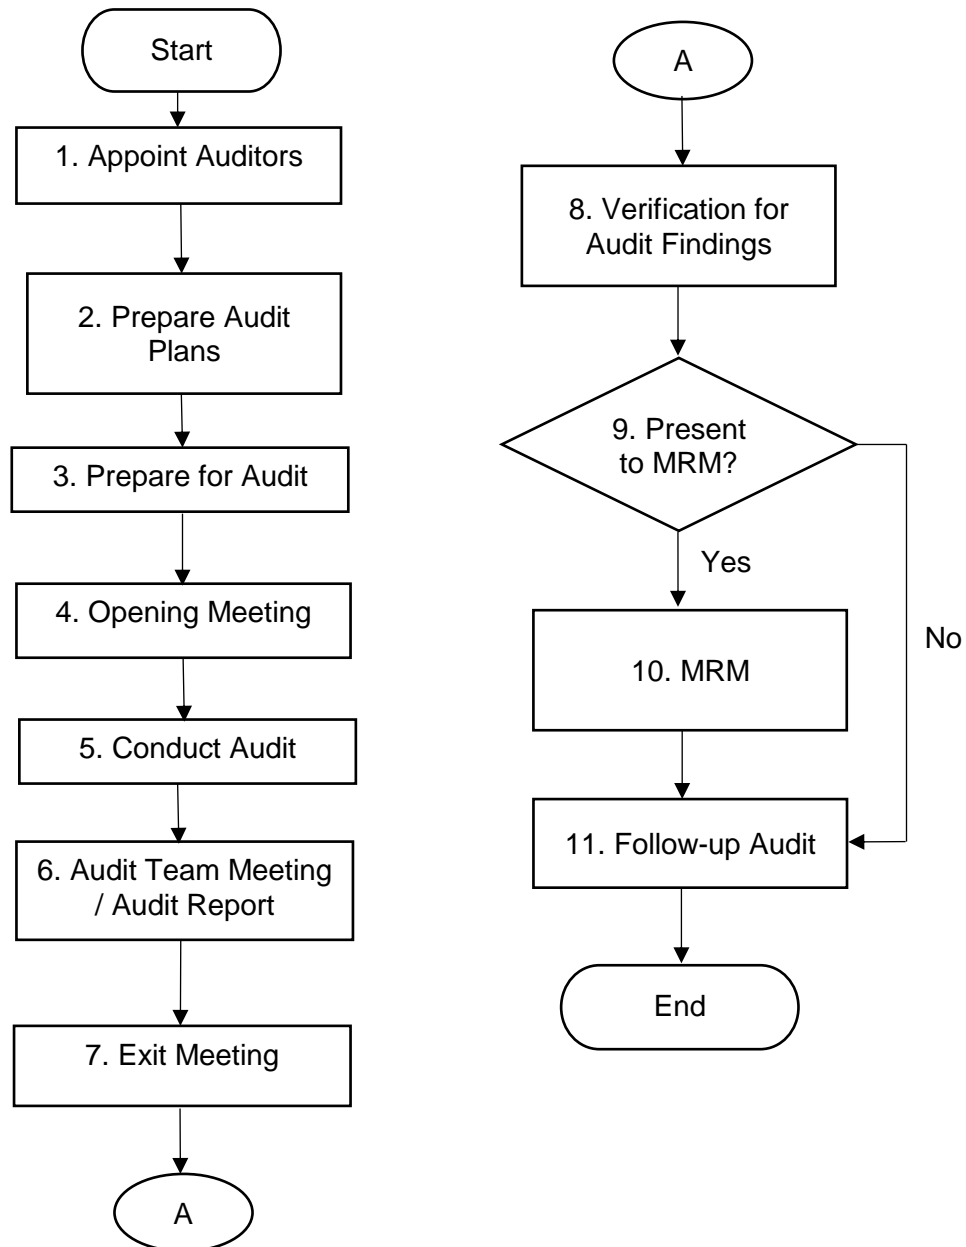 Start
1. Appoint Auditors
2. Prepare Audit
Plans
3. Prepare for Audit
4. Opening Meeting
5. Conduct Audit
6. Audit Team Meeting
/ Audit Report
7. Exit Meeting
A
A
8. Verification for
Audit Findings
9. Present
to MRM?
Yes
No
10. MRM
11. Follow-up Audit
End